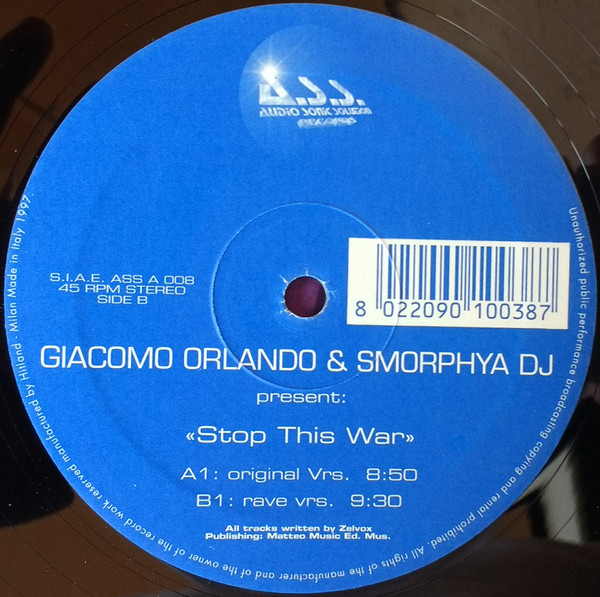 A.S.S.
AUDIO SONIC SOLUTION
RECORDS
S.I.A.E. ASS A 008
45 RPM STEREO
SIDE B
8 022090 100387
GIACOMO ORLANDO & SMORPHYA DJ
present:
«Stop This War»
A1: original Vrs. 8:50
B1: rave vrs. 9:30
All tracks written by Zelvox
Publishing: Matteo Music Ed. Mus.
Unauthorized public performance broadcasting copying and rental prohibited. All rights of the manufacturer and of the owner of the record work reserved manufactured by Hiland - Milan Made in Italy 1997.